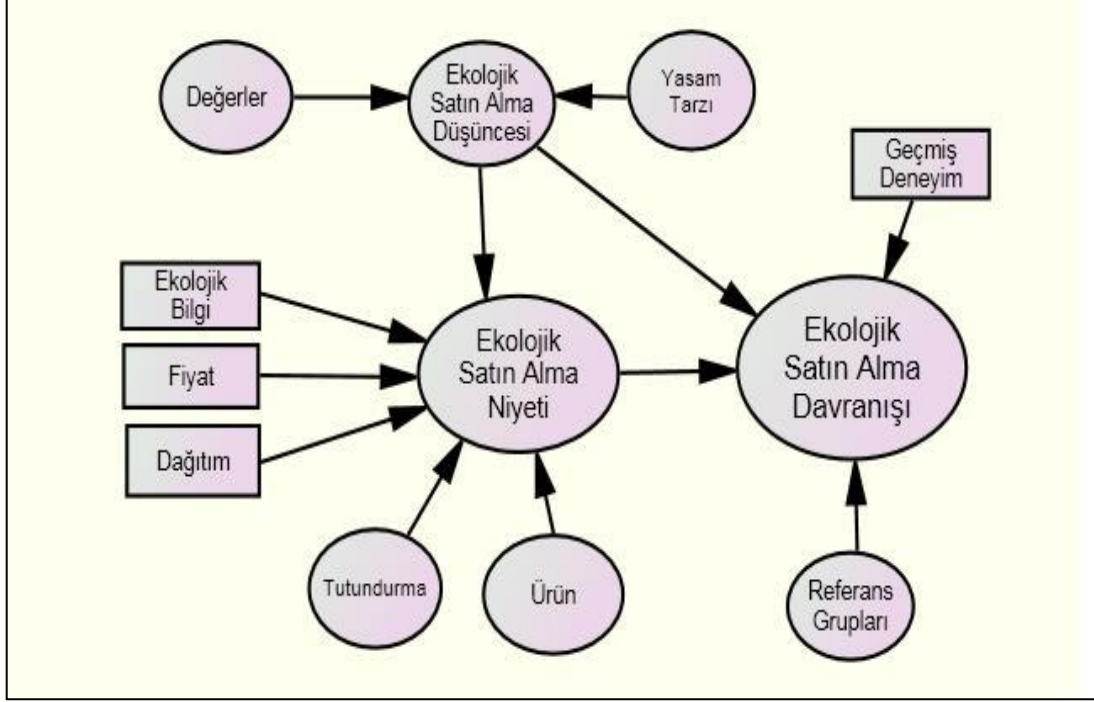 Değerler
Ekolojik
Satın Alma
Düşüncesi
Yasam
Tarzı
Geçmiş
Deneyim
Ekolojik
Bilgi
Fiyat
Dağıtım
Ekolojik
Satın Alma
Niyeti
Ekolojik
Satın Alma
Davranışı
Tutundurma
Ürün
Referans
Grupları